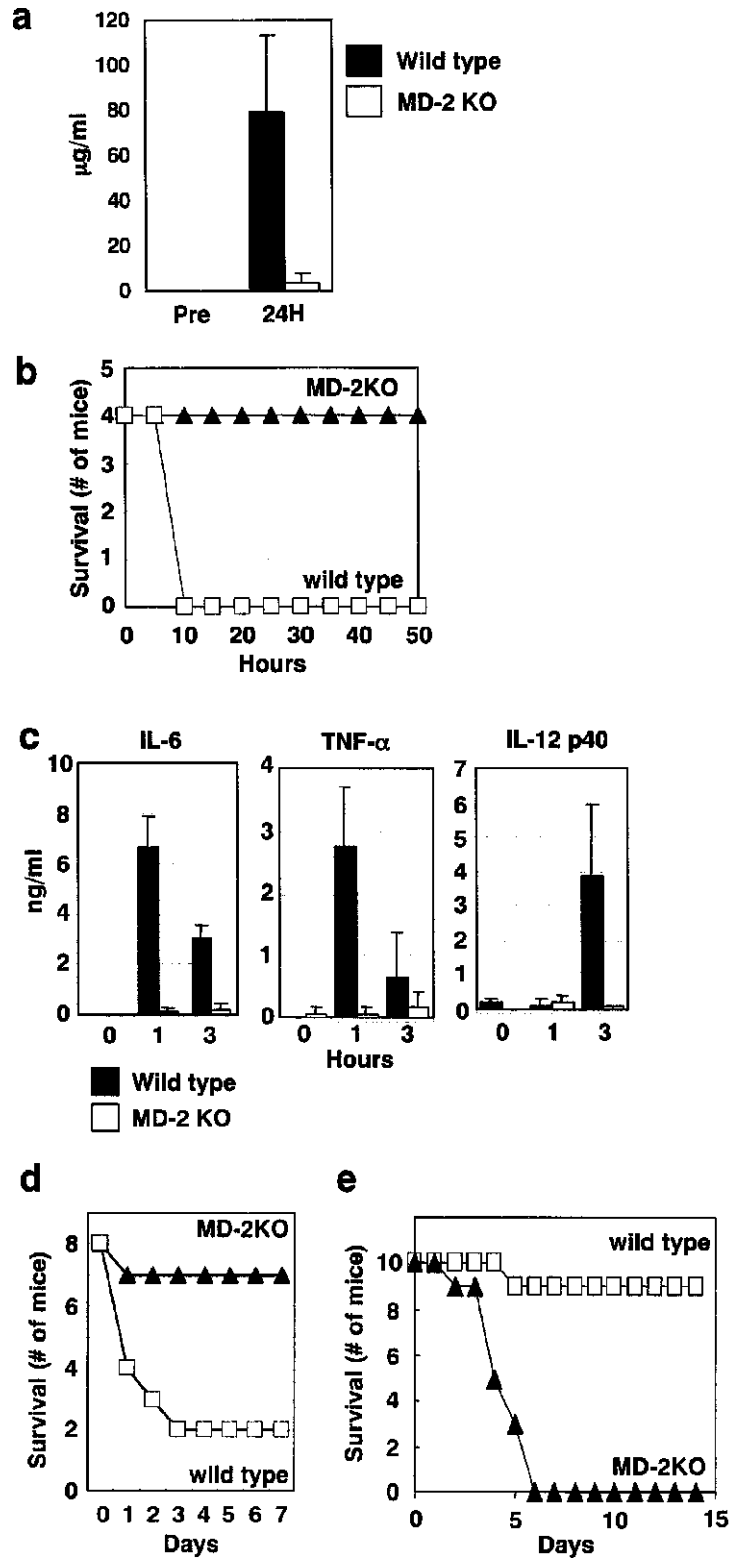 a
120
100
80
60
40
20
0
µg/ml
Pre 24H
Wild type
MD-2 KO
b
5
4
3
2
1
0
Survival (# of mice)
MD-2KO
wild type
0 10 20 30 40 50
Hours
c
IL-6
10
8
6
4
2
0
ng/ml
0 1 3
TNF-α
4
3
2
1
0
0 1 3
Hours
IL-12 p40
7
6
5
4
3
2
1
0
0 1 3
Wild type
MD-2 KO
d
8
6
4
2
0
Survival (# of mice)
MD-2KO
wild type
0 1 2 3 4 5 6 7
Days
e
10
8
6
4
2
0
Survival (# of mice)
wild type
MD-2KO
0 5 10 15
Days